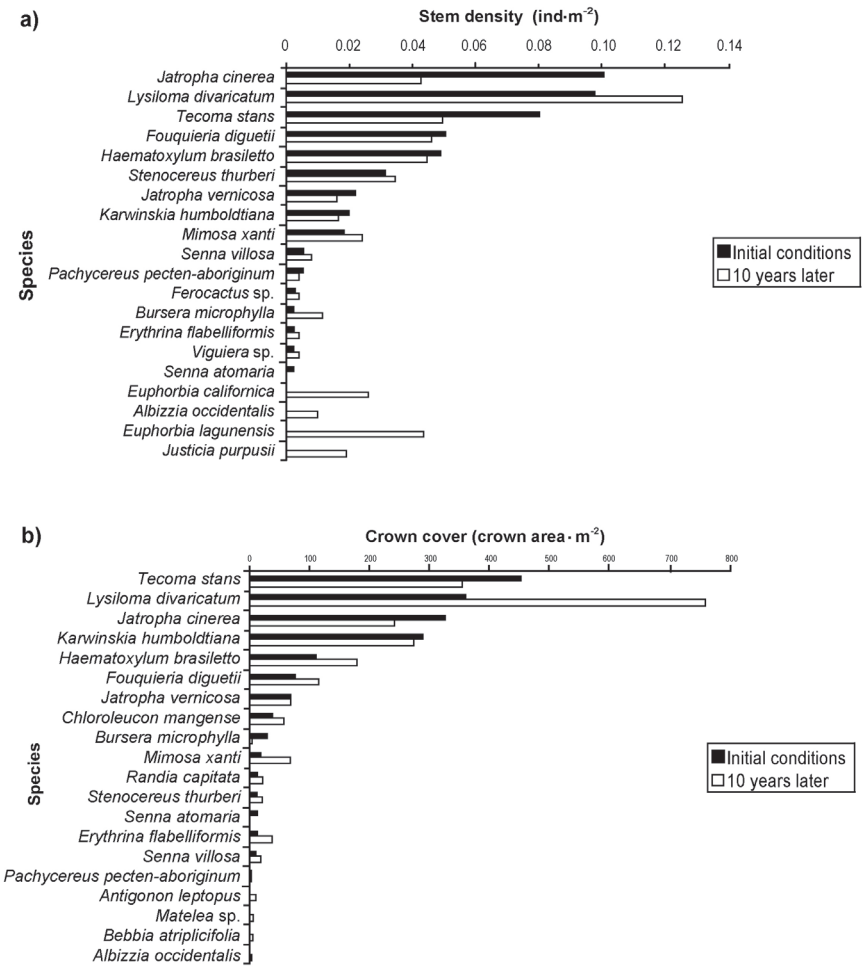 a)
Stem density (ind·m-2)
0 0.02 0.04 0.06 0.08 0.10 0.12 0.14
Species
Jatropha cinerea
Lysiloma divaricatum
Tecoma stans
Fouquieria diguetii
Haematoxylum brasiletto
Stenocereus thurberi
Jatropha vernicosa
Karwinskia humboldtiana
Mimosa xanti
Senna villosa
Pachycereus pecten-aboriginum
Ferocactus sp.
Bursera microphylla
Erythrina flabelliformis
Viguiera sp.
Senna atomaria
Euphorbia californica
Albizzia occidentalis
Euphorbia lagunensis
Justicia purpusii
Initial conditions
10 years later
b)
Crown cover (crown area·m-2)
0 100 200 300 400 500 600 700 800
Species
Tecoma stans
Lysiloma divaricatum
Jatropha cinerea
Karwinskia humboldtiana
Haematoxylum brasiletto
Fouquieria diguetii
Jatropha vernicosa
Chloroleucon mangense
Bursera microphylla
Mimosa xanti
Randia capitata
Stenocereus thurberi
Senna atomaria
Erythrina flabelliformis
Senna villosa
Pachycereus pecten-aboriginum
Antigonon leptopus
Matelea sp.
Bebbia atriplicifolia
Albizzia occidentalis
Initial conditions
10 years later